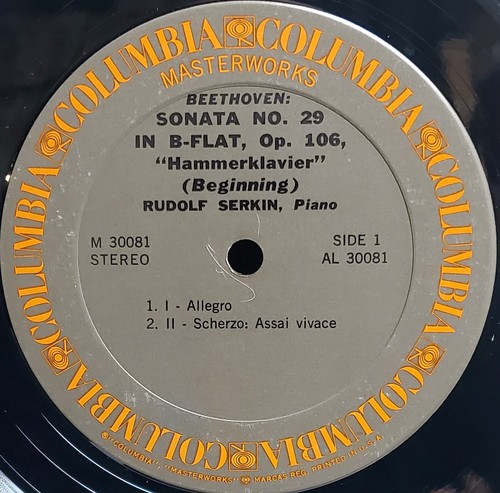 COLUMBIA COLUMBIA COLUMBIA COLUMBIA COLUMBIA COLUMBIA COLUMBIA
MASTERWORKS
BEETHOVEN:
SONATA NO. 29
IN B-FLAT, Op. 106,
"Hammerklavier"
(Beginning)
RUDOLF SERKIN, Piano
M 30081
STEREO
SIDE 1
AL 30081
1. I - Allegro
2. II - Scherzo: Assai vivace
® "COLUMBIA", "MASTERWORKS", MARCAS REG. PRINTED IN U.S.A.